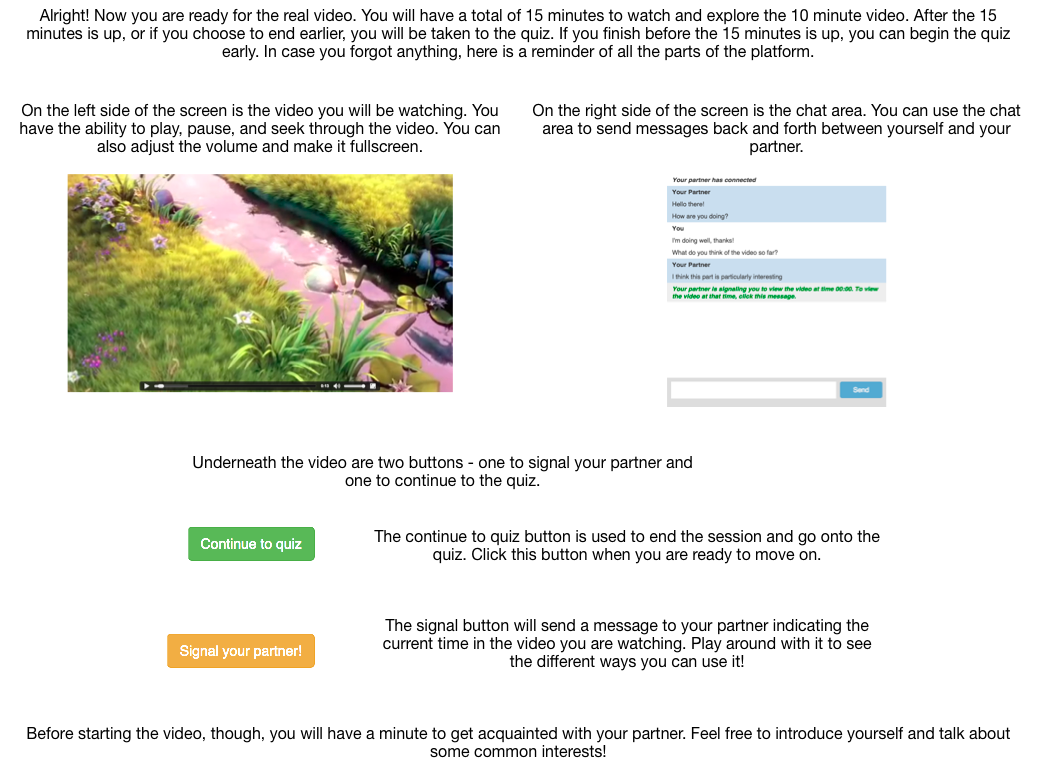 Alright! Now you are ready for the real video. You will have a total of 15 minutes to watch and explore the 10 minute video. After the 15
minutes is up, or if you choose to end earlier, you will be taken to the quiz. If you finish before the 15 minutes is up, you can begin the quiz
early. In case you forgot anything, here is a reminder of all the parts of the platform.
On the left side of the screen is the video you will be watching. You
have the ability to play, pause, and seek through the video. You can
also adjust the volume and make it fullscreen.
On the right side of the screen is the chat area. You can use the chat
area to send messages back and forth between yourself and your
partner.
Your partner has connected
Your Partner
Hello there!
How are you doing?
You
I'm doing well, thanks!
What do you think of the video so far?
Your Partner
I think this part is particularly interesting
Your partner is signaling you to view the video at time 00:00. To view
the video at that time, click this message.
Send
Underneath the video are two buttons - one to signal your partner and
one to continue to the quiz.
Continue to quiz
The continue to quiz button is used to end the session and go onto the
quiz. Click this button when you are ready to move on.
Signal your partner!
The signal button will send a message to your partner indicating the
current time in the video you are watching. Play around with it to see
the different ways you can use it!
Before starting the video, though, you will have a minute to get acquainted with your partner. Feel free to introduce yourself and talk about
some common interests!